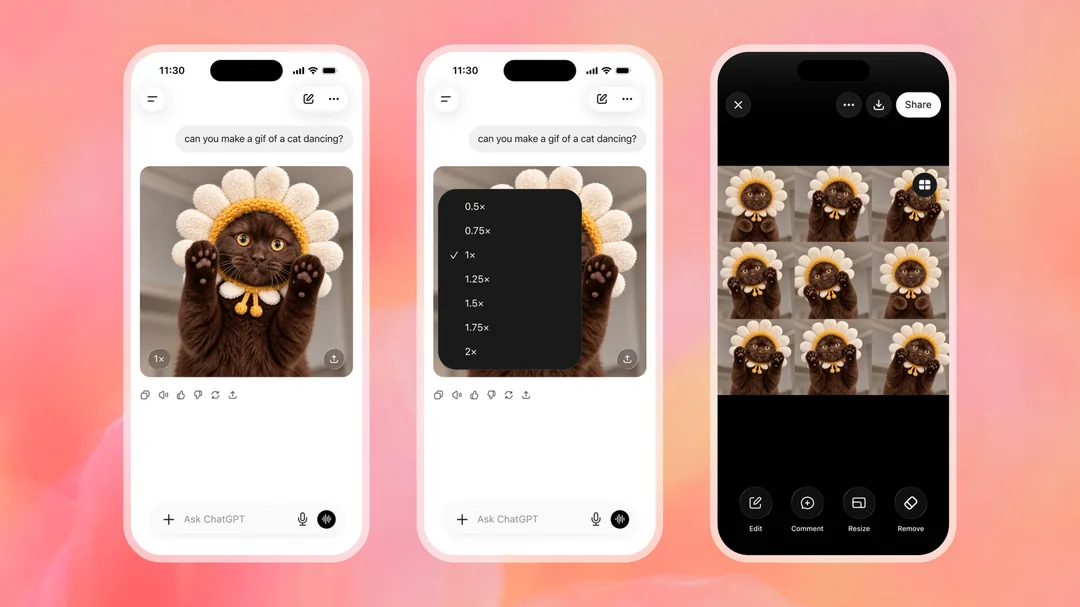 11:30
can you make a gif of a cat dancing?
1×
Ask ChatGPT
11:30
can you make a gif of a cat dancing?
0.5×
0.75×
1×
1.25×
1.5×
1.75×
2×
Ask ChatGPT
Share
Edit
Comment
Resize
Remove